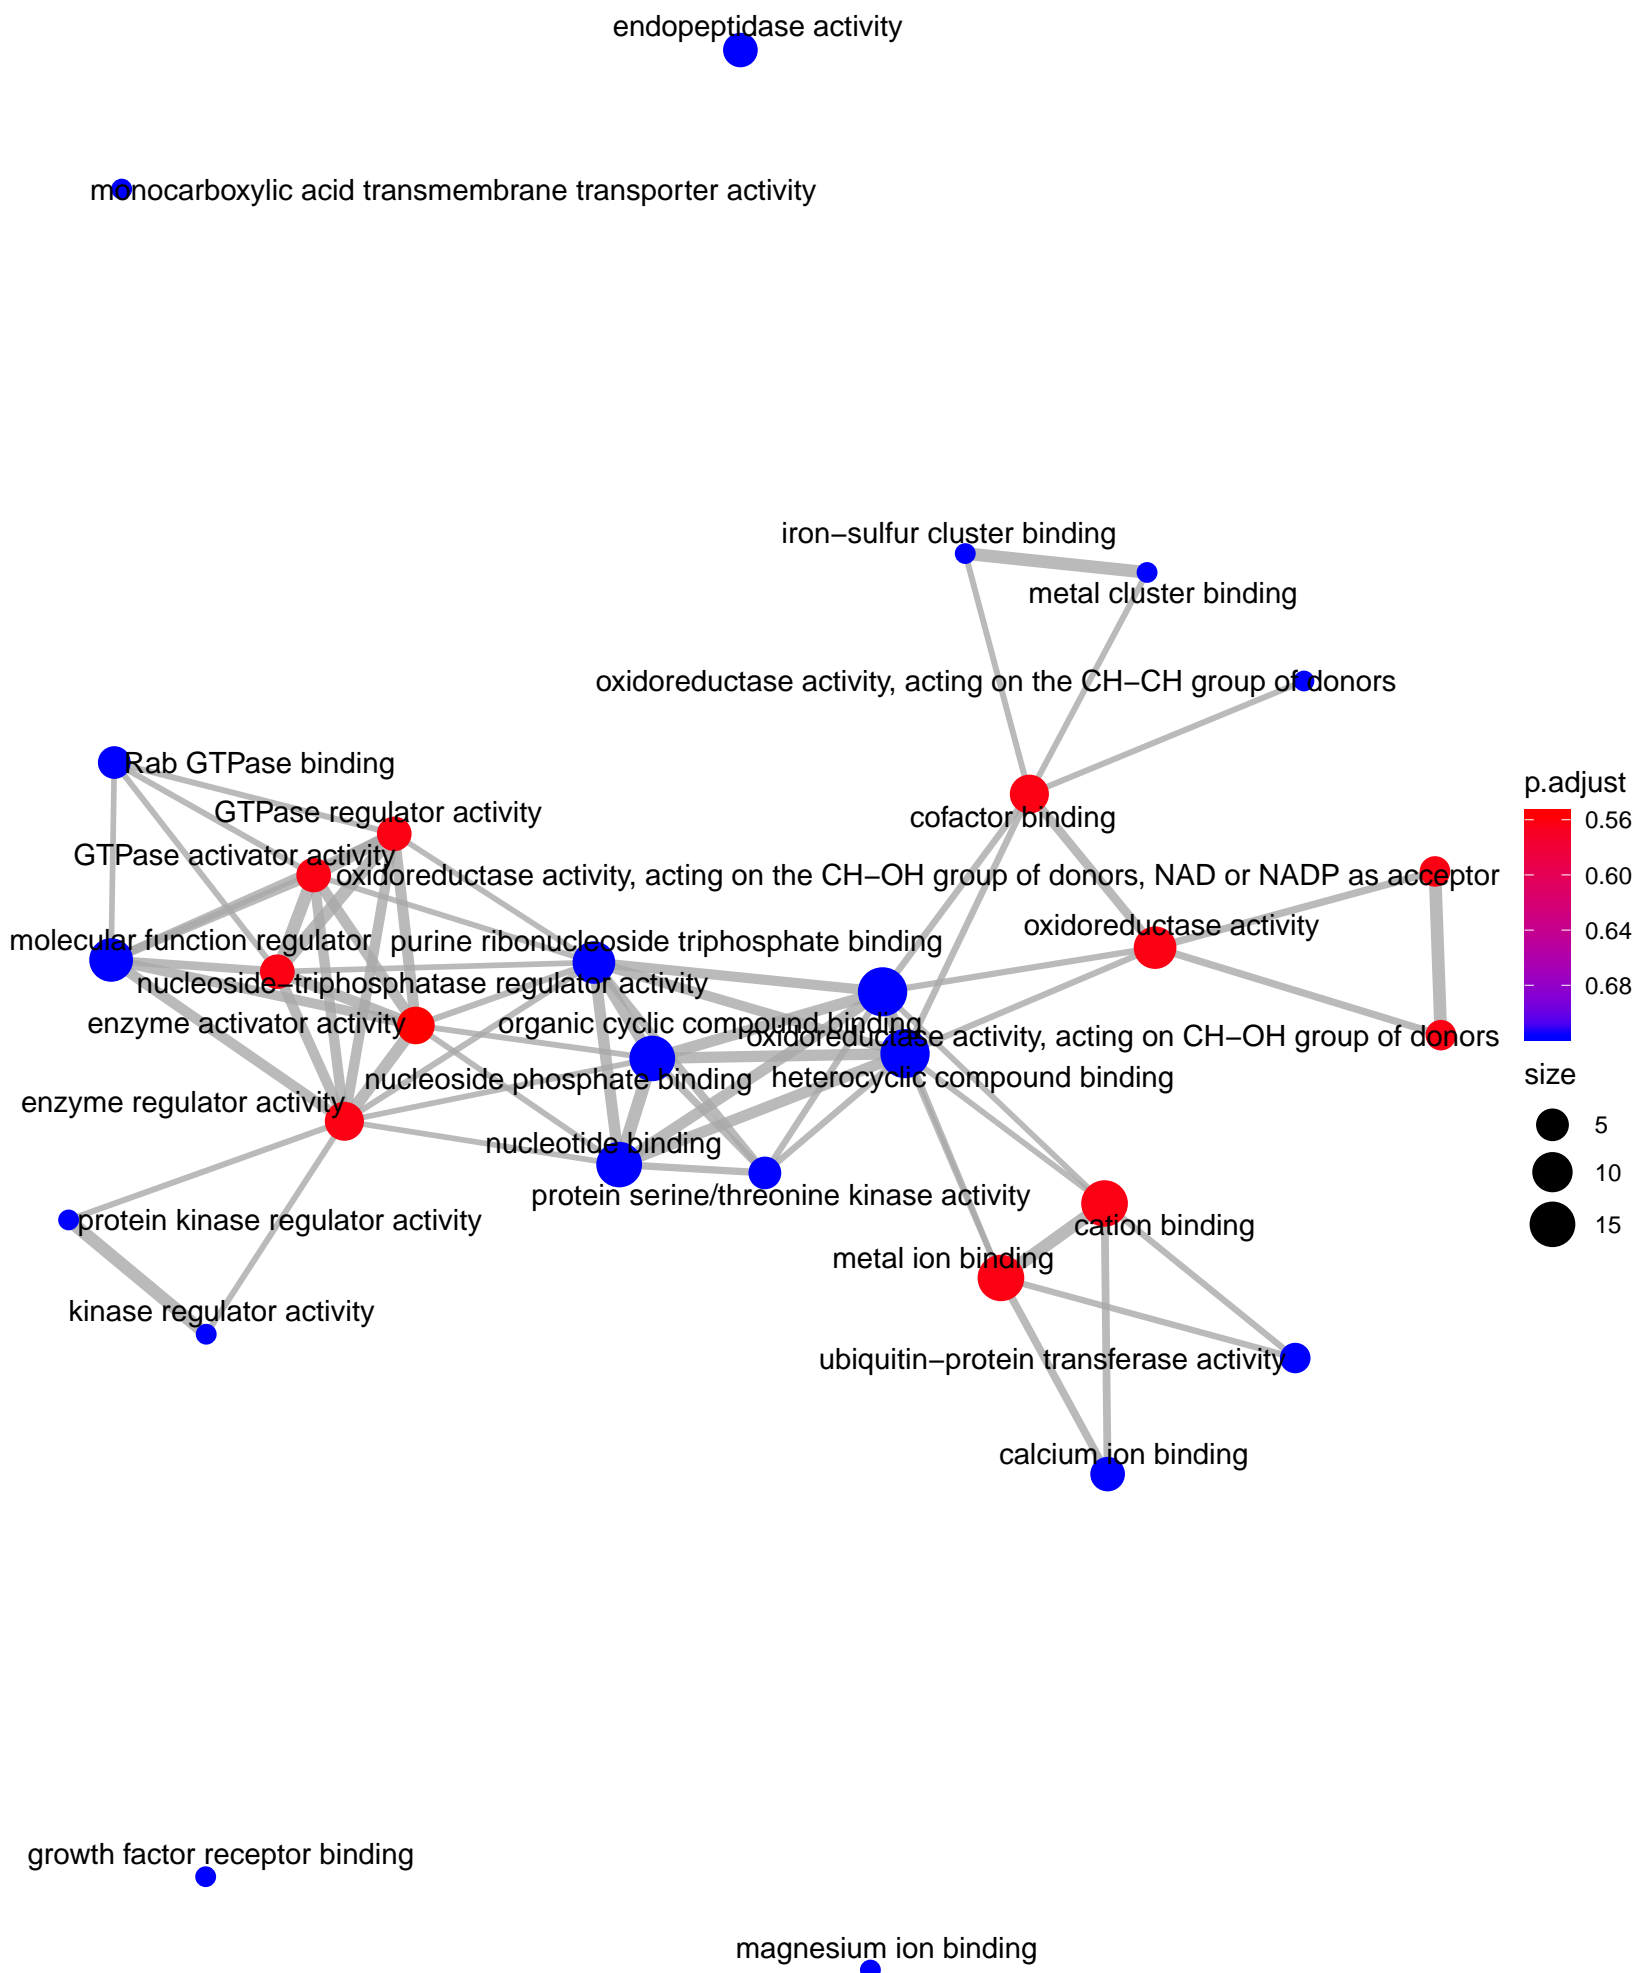 endopeptidase activity
monocarboxylic acid transmembrane transporter activity
iron−sulfur cluster binding
metal cluster binding
oxidoreductase activity, acting on the CH−CH group of donors
Rab GTPase binding
GTPase regulator activity
cofactor binding
GTPase activator activity
oxidoreductase activity, acting on the CH−OH group of donors, NAD or NADP as acceptor
oxidoreductase activity
molecular function regulator
purine ribonucleoside triphosphate binding
nucleoside−triphosphatase regulator activity
enzyme activator activity
organic cyclic compound binding
oxidoreductase activity, acting on CH−OH group of donors
nucleoside phosphate binding
heterocyclic compound binding
enzyme regulator activity
nucleotide binding
protein serine/threonine kinase activity
protein kinase regulator activity
cation binding
metal ion binding
kinase regulator activity
ubiquitin−protein transferase activity
calcium ion binding
growth factor receptor binding
magnesium ion binding
p.adjust
0.56
0.60
0.64
0.68
size
5
10
15